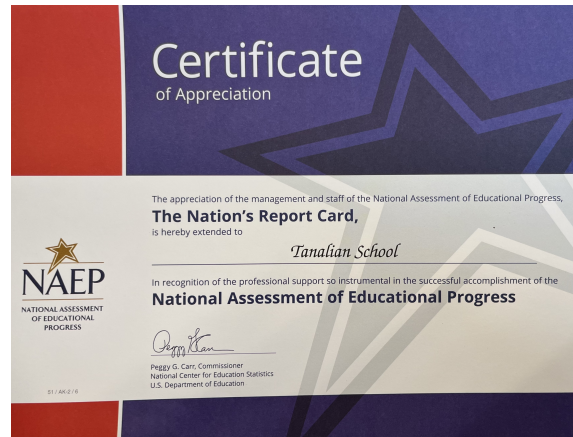 Certificate
of Appreciation
The appreciation of the management and staff of the National Assessment of Educational Progress,
The Nation's Report Card,
is hereby extended to
Tanalian School
In recognition of the professional support so instrumental in the successful accomplishment of the
National Assessment of Educational Progress
NAEP
NATIONAL ASSESSMENT
OF EDUCATIONAL
PROGRESS
Peggy G. Carr, Commissioner
National Center for Education Statistics
U.S. Department of Education